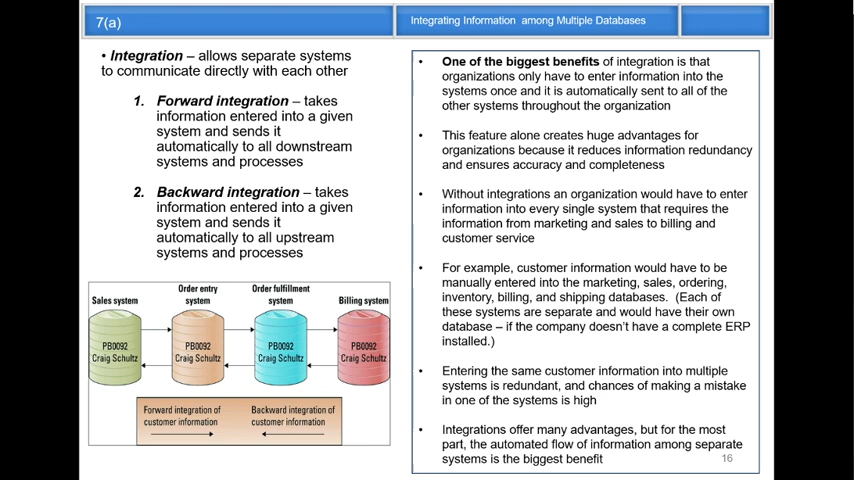 7(a)
Integrating Information among Multiple Databases
• Integration – allows separate systems
to communicate directly with each other
1. Forward integration – takes
information entered into a given
system and sends it
automatically to all downstream
systems and processes
2. Backward integration – takes
information entered into a given
system and sends it
automatically to all upstream
systems and processes
Sales system
Order entry
system
Order fulfillment
system
Billing system
PB0092
Craig Schultz
PB0092
Craig Schultz
PB0092
Craig Schultz
PB0092
Craig Schultz
Forward integration of
customer information
Backward integration of
customer information
• One of the biggest benefits of integration is that
organizations only have to enter information into the
systems once and it is automatically sent to all of the
other systems throughout the organization
• This feature alone creates huge advantages for
organizations because it reduces information redundancy
and ensures accuracy and completeness
• Without integrations an organization would have to enter
information into every single system that requires the
information from marketing and sales to billing and
customer service
• For example, customer information would have to be
manually entered into the marketing, sales, ordering,
inventory, billing, and shipping databases. (Each of
these systems are separate and would have their own
database – if the company doesn't have a complete ERP
installed.)
• Entering the same customer information into multiple
systems is redundant, and chances of making a mistake
in one of the systems is high
• Integrations offer many advantages, but for the most
part, the automated flow of information among separate
systems is the biggest benefit
16